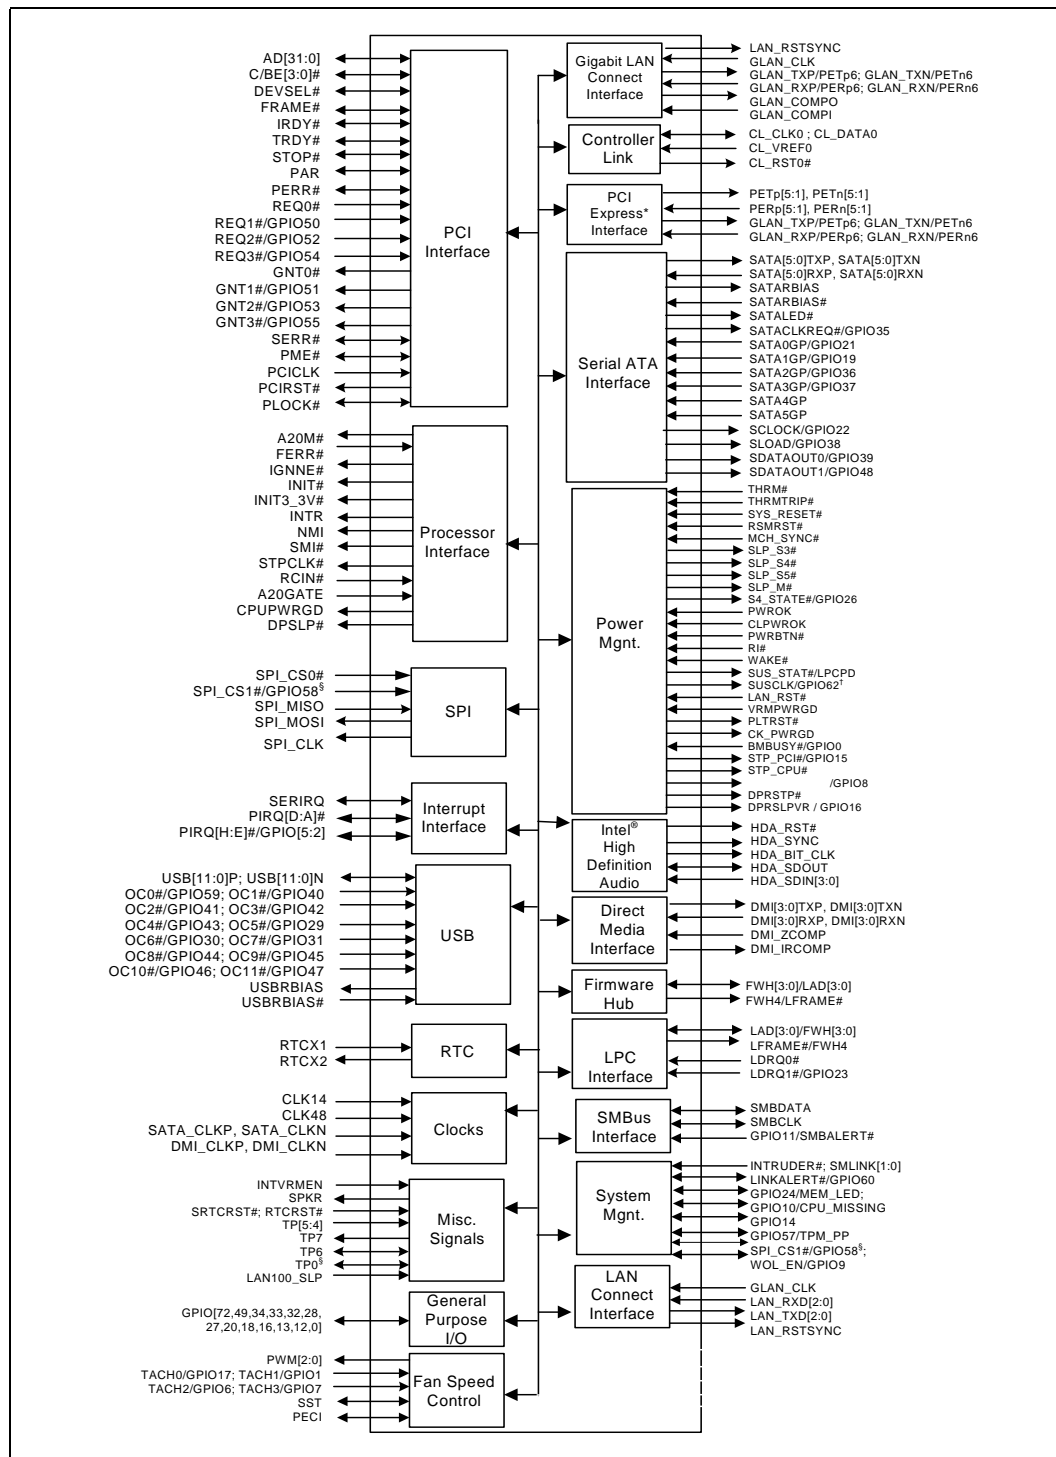 AD[31:0]
C/BE[3:0]#
DEVSEL#
FRAME#
IRDY#
TRDY#
STOP#
PAR
PERR#
REQ0#
REQ1#/GPIO50
REQ2#/GPIO52
REQ3#/GPIO54
GNT0#
GNT1#/GPIO51
GNT2#/GPIO53
GNT3#/GPIO55
SERR#
PME#
PCICLK
PCIRST#
PLOCK#
PCI
Interface
A20M#
FERR#
IGNNE#
INIT#
INIT3_3V#
INTR
NMI
SMI#
STPCLK#
RCIN#
A20GATE
CPUPWRGD
DPSLP#
Processor
Interface
SPI_CS0#
SPI_CS1#/GPIO58§
SPI_MISO
SPI_MOSI
SPI_CLK
SPI
SERIRQ
PIRQ[D:A]#
PIRQ[H:E]#/GPIO[5:2]
Interrupt
Interface
USB[11:0]P; USB[11:0]N
OC0#/GPIO59; OC1#/GPIO40
OC2#/GPIO41; OC3#/GPIO42
OC4#/GPIO43; OC5#/GPIO29
OC6#/GPIO30; OC7#/GPIO31
OC8#/GPIO44; OC9#/GPIO45
OC10#/GPIO46; OC11#/GPIO47
USBRBIAS
USBRBIAS#
USB
RTCX1
RTCX2
RTC
CLK14
CLK48
SATA_CLKP, SATA_CLKN
DMI_CLKP, DMI_CLKN
Clocks
INTVRMEN
SPKR
SRTCRST#; RTCRST#
TP[5:4]
TP7
TP6
TP0§
LAN100_SLP
Misc.
Signals
GPIO[72,49,34,33,32,28,
27,20,18,16,13,12,0]
General
Purpose
I/O
PWM[2:0]
TACH0/GPIO17; TACH1/GPIO1
TACH2/GPIO6; TACH3/GPIO7
SST
PECI
Fan Speed
Control
Gigabit LAN
Connect
Interface
LAN_RSTSYNC
GLAN_CLK
GLAN_TXP/PETp6; GLAN_TXN/PETn6
GLAN_RXP/PERp6; GLAN_RXN/PERn6
GLAN_COMPO
GLAN_COMPI
Controller
Link
CL_CLK0 ; CL_DATA0
CL_VREF0
CL_RST0#
PCI
Express*
Interface
PETp[5:1], PETn[5:1]
PERp[5:1], PERn[5:1]
GLAN_TXP/PETp6; GLAN_TXN/PETn6
GLAN_RXP/PERp6; GLAN_RXN/PERn6
Serial ATA
Interface
SATA[5:0]TXP, SATA[5:0]TXN
SATA[5:0]RXP, SATA[5:0]RXN
SATARBIAS
SATARBIAS#
SATALED#
SATACLKREQ#/GPIO35
SATA0GP/GPIO21
SATA1GP/GPIO19
SATA2GP/GPIO36
SATA3GP/GPIO37
SATA4GP
SATA5GP
SCLOCK/GPIO22
SLOAD/GPIO38
SDATAOUT0/GPIO39
SDATAOUT1/GPIO48
Power
Mgnt.
THRM#
THRMTRIP#
SYS_RESET#
RSMRST#
MCH_SYNC#
SLP_S3#
SLP_S4#
SLP_S5#
SLP_M#
S4_STATE#/GPIO26
PWROK
CLPWROK
PWRBTN#
RI#
WAKE#
SUS_STAT#/LPCPD
SUSCLK/GPIO62†
LAN_RST#
VRMPWRGD
PLTRST#
CK_PWRGD
BMBUSY#/GPIO0
STP_PCI#/GPIO15
STP_CPU#
/GPIO8
DPRSTP#
DPRSLPVR / GPIO16
Intel®
High
Definition
Audio
HDA_RST#
HDA_SYNC
HDA_BIT_CLK
HDA_SDOUT
HDA_SDIN[3:0]
Direct
Media
Interface
DMI[3:0]TXP, DMI[3:0]TXN
DMI[3:0]RXP, DMI[3:0]RXN
DMI_ZCOMP
DMI_IRCOMP
Firmware
Hub
FWH[3:0]/LAD[3:0]
FWH4/LFRAME#
LPC
Interface
LAD[3:0]/FWH[3:0]
LFRAME#/FWH4
LDRQ0#
LDRQ1#/GPIO23
SMBus
Interface
SMBDATA
SMBCLK
GPIO11/SMBALERT#
System
Mgnt.
INTRUDER#; SMLINK[1:0]
LINKALERT#/GPIO60
GPIO24/MEM_LED;
GPIO10/CPU_MISSING
GPIO14
GPIO57/TPM_PP
SPI_CS1#/GPIO58§;
WOL_EN/GPIO9
LAN
Connect
Interface
GLAN_CLK
LAN_RXD[2:0]
LAN_TXD[2:0]
LAN_RSTSYNC